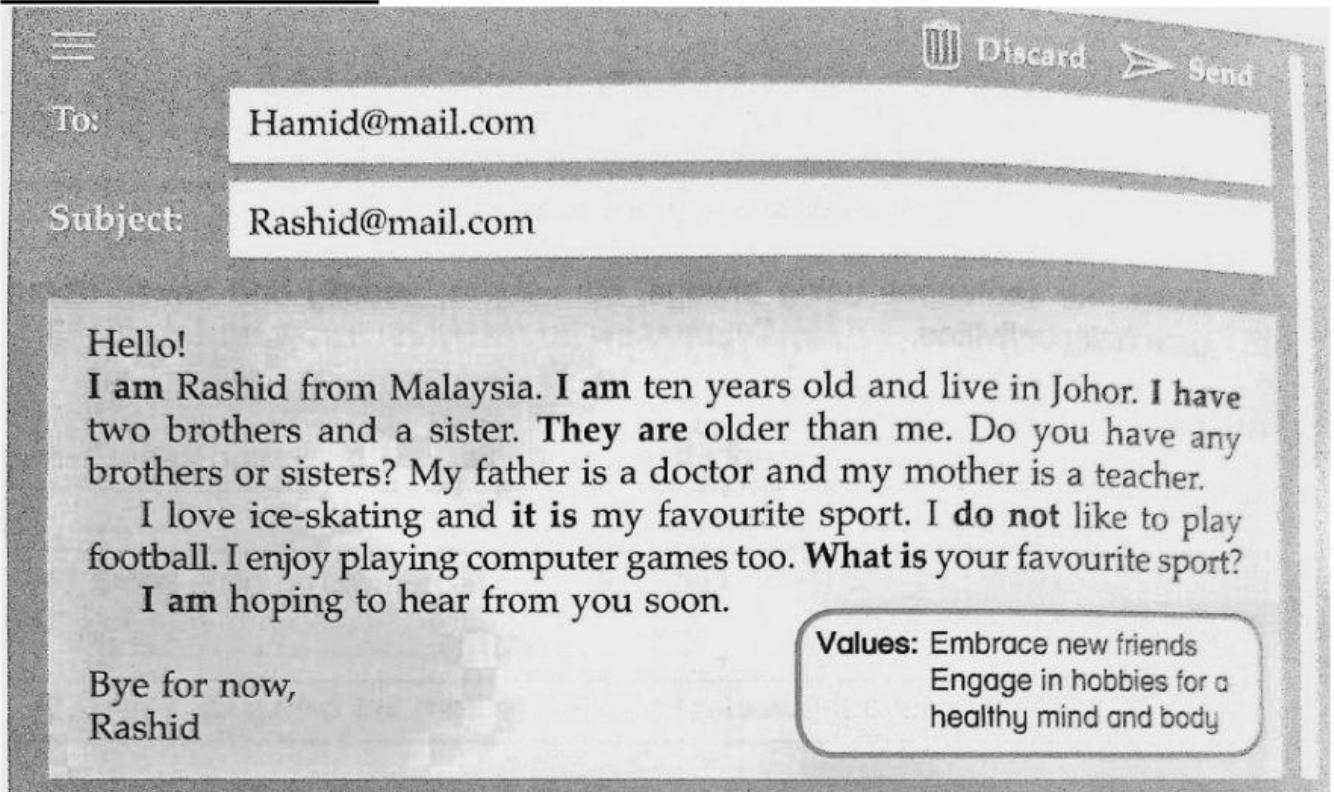 Discard Send
To: Hamid@mail.com
Subject: Rashid@mail.com
Hello!
I am Rashid from Malaysia. I am ten years old and live in Johor. I have
two brothers and a sister. They are older than me. Do you have any
brothers or sisters? My father is a doctor and my mother is a teacher.
I love ice-skating and it is my favourite sport. I do not like to play
football. I enjoy playing computer games too. What is your favourite sport?
I am hoping to hear from you soon.
Bye for now,
Rashid
Values: Embrace new friends
Engage in hobbies for a
healthy mind and body